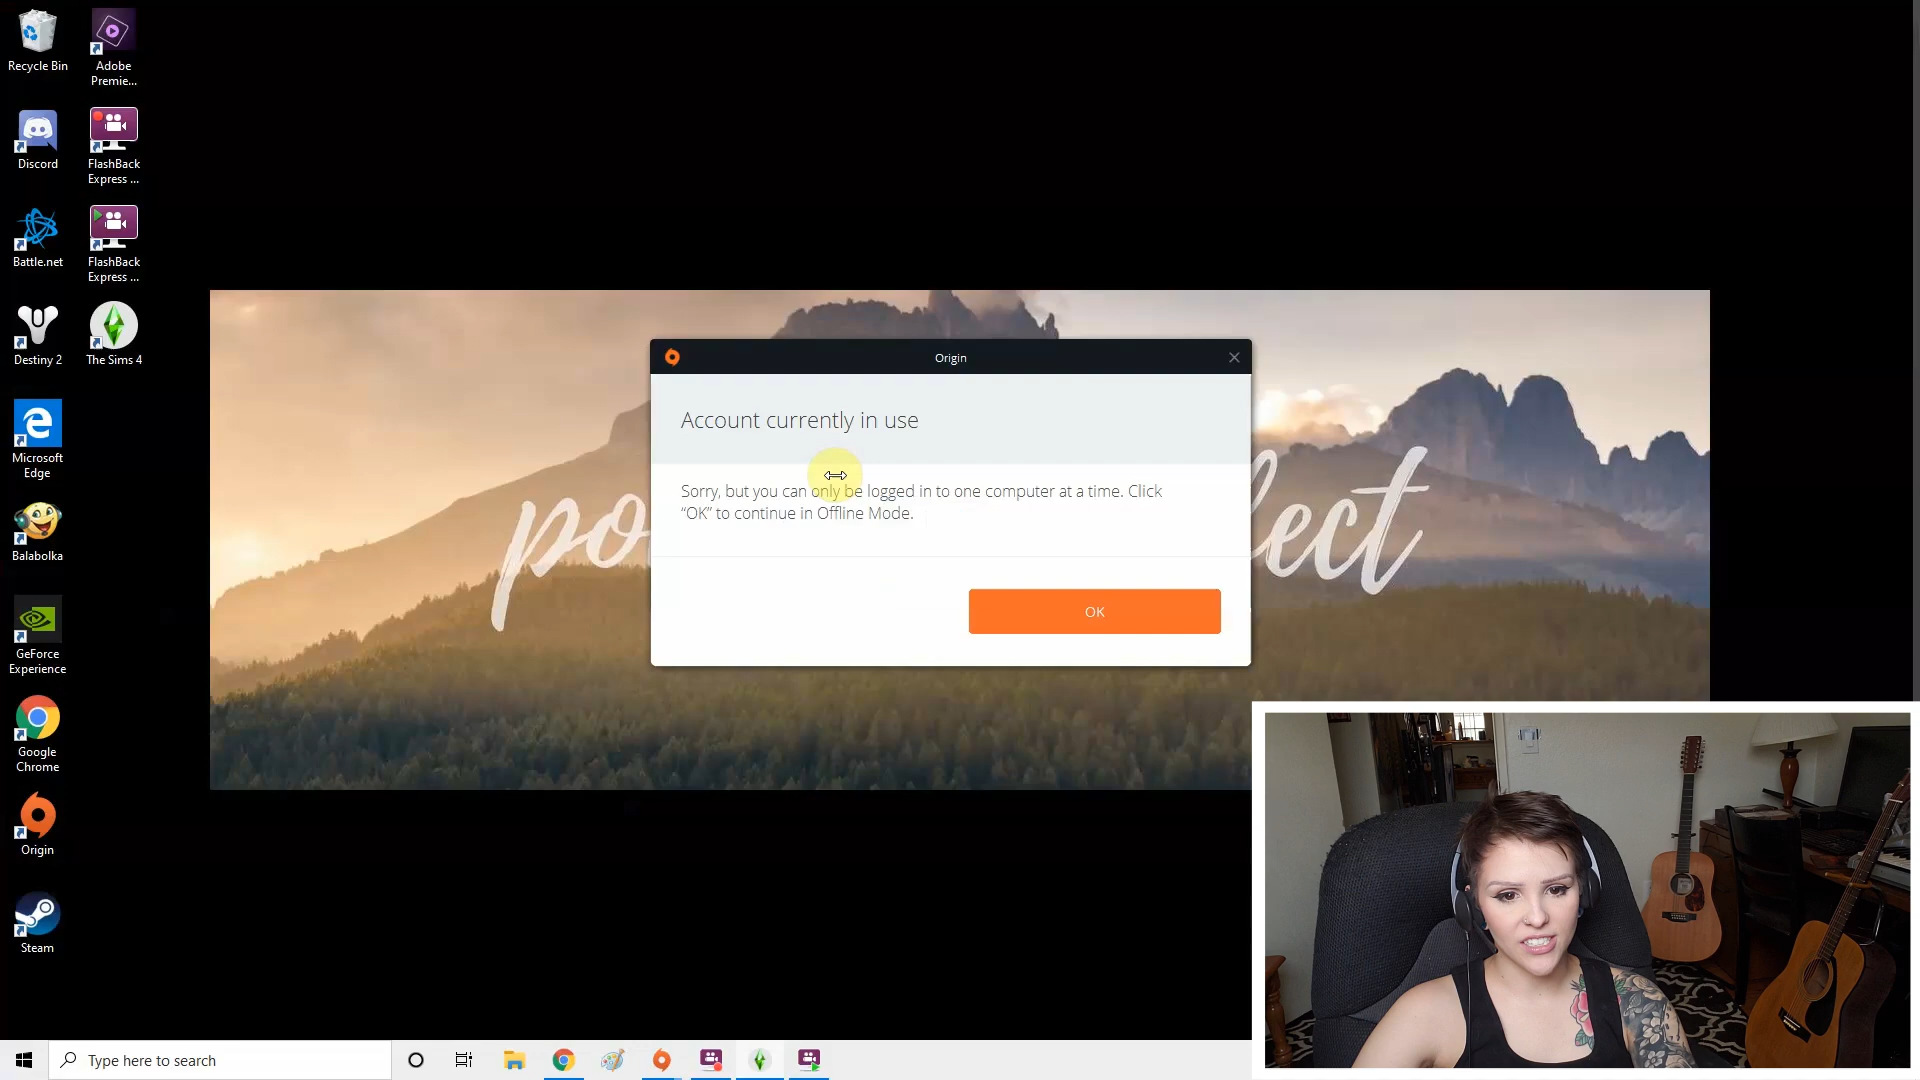 Recycle Bin
Adobe
Premie...
Discord
FlashBack
Express ...
Battle.net
FlashBack
Express ...
Destiny 2
The Sims 4
Microsoft
Edge
Balabolka
GeForce
Experience
Google
Chrome
Origin
Steam
Origin
Account currently in use
Sorry, but you can only be logged in to one computer at a time. Click
“OK” to continue in Offline Mode.
OK
po
lect
Type here to search